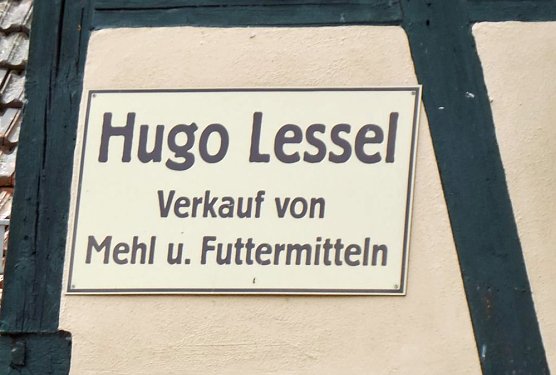 Hugo Lessel
Verkauf von
Mehl u. Futtermitteln